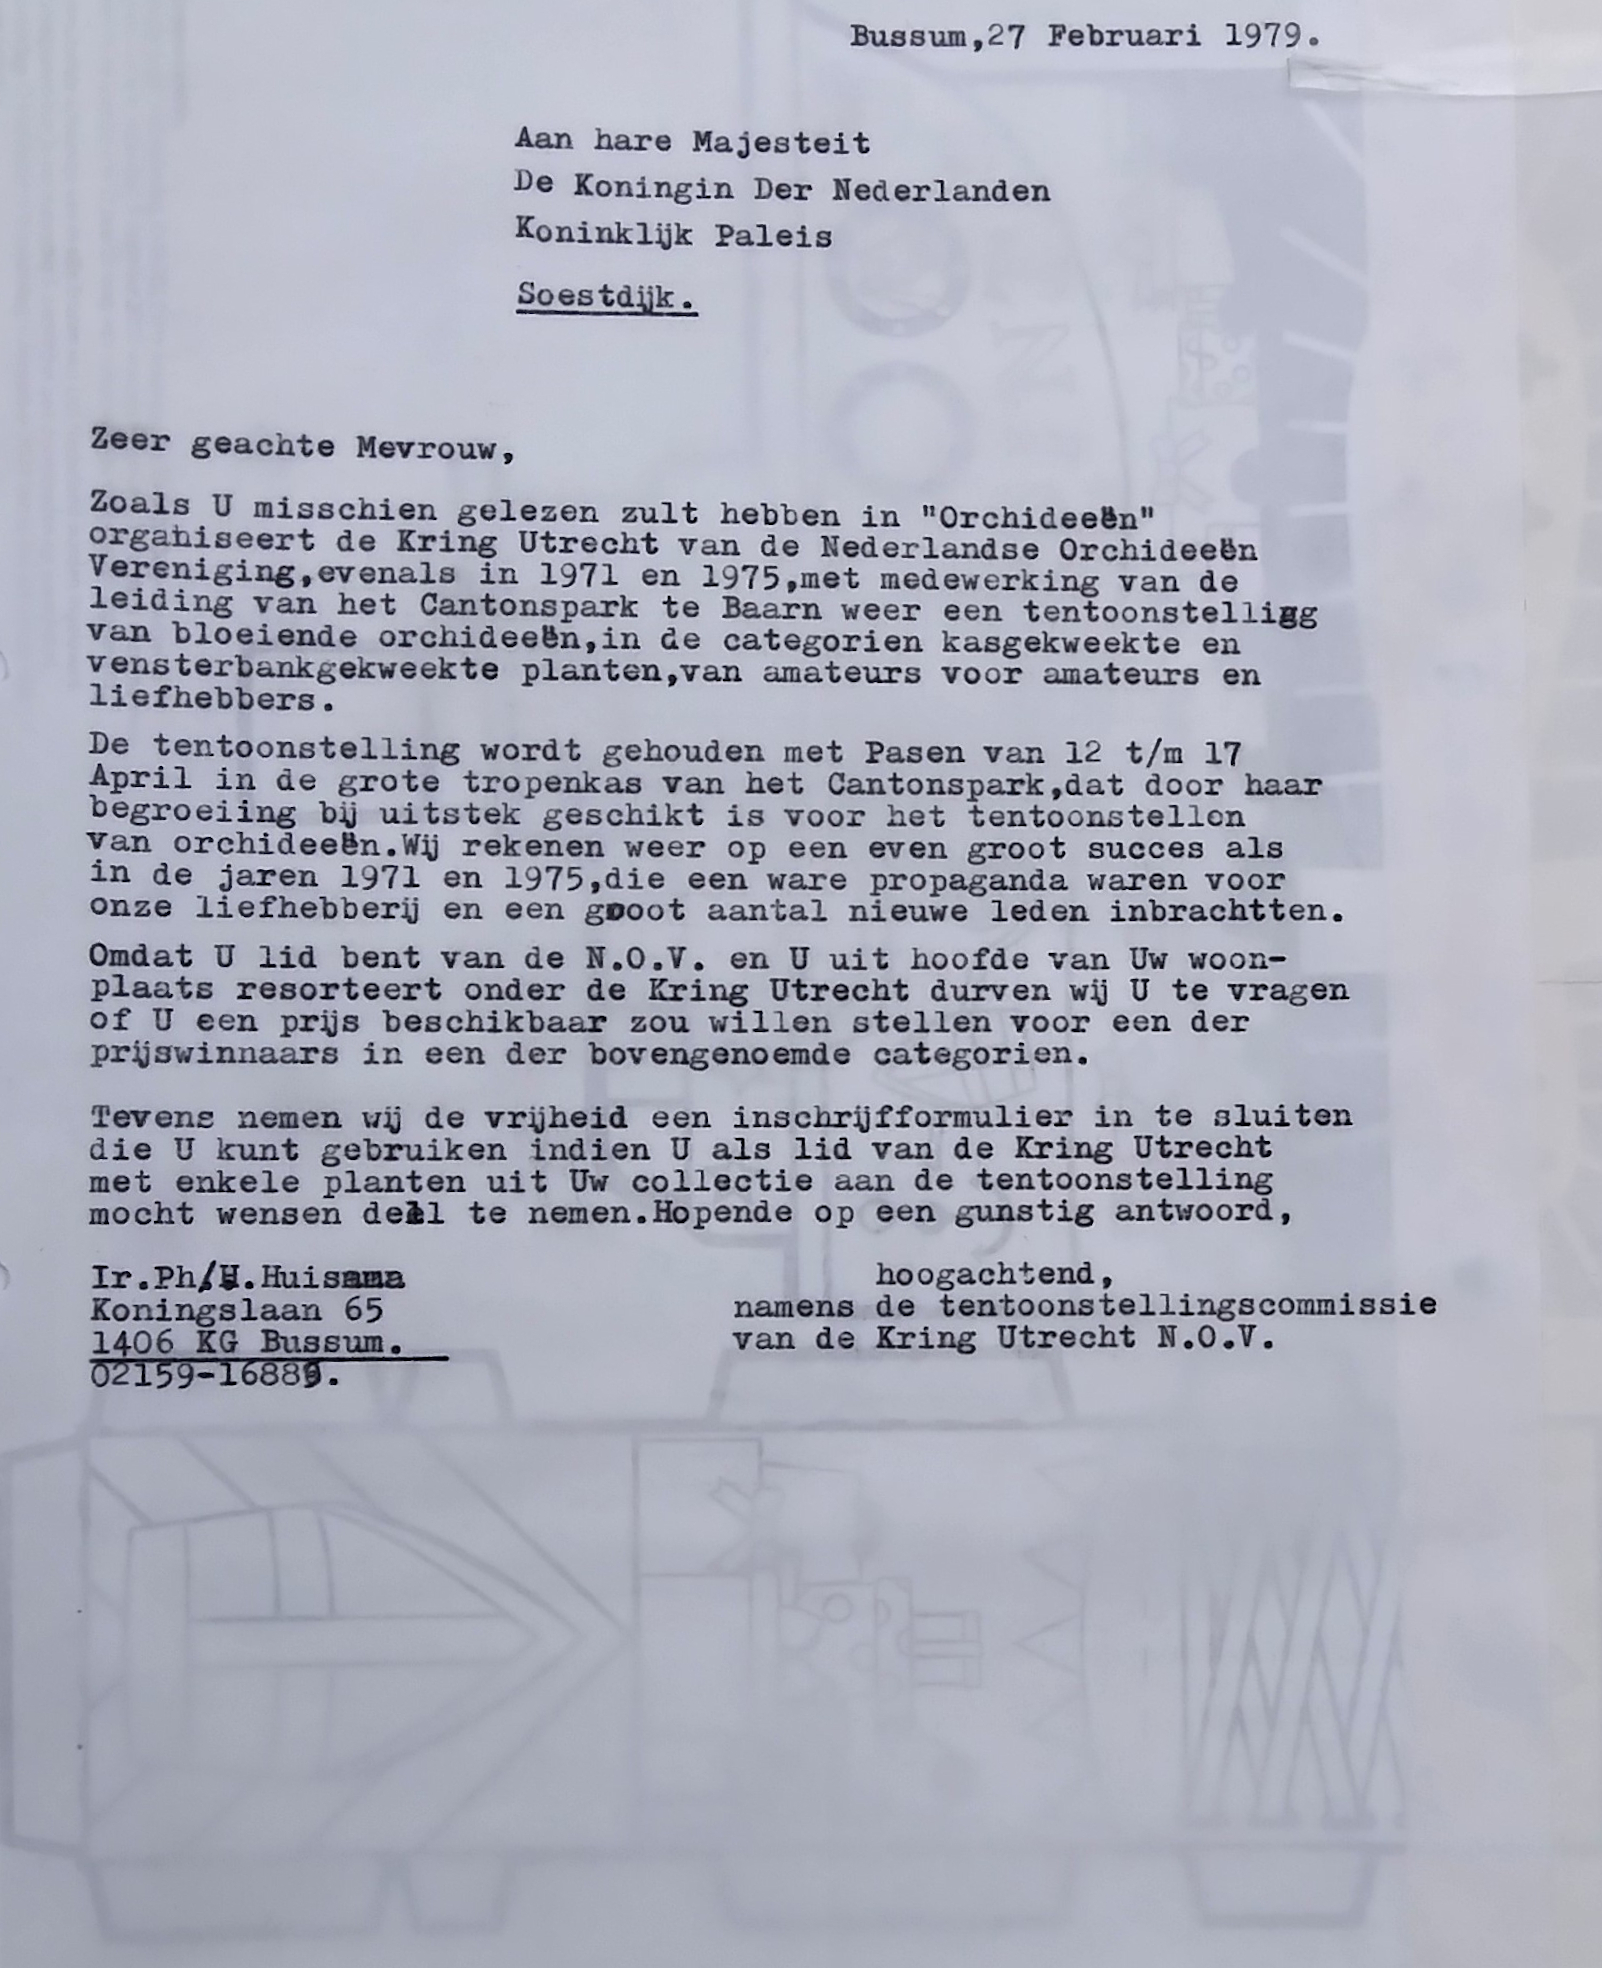 Bussum,27 Februari 1979.
Aan hare Majesteit
De Koningin Der Nederlanden
Koninklijk Paleis
Soestdijk.
Zeer geachte Mevrouw,
Zoals U misschien gelezen zult hebben in "Orchideeën"
organiseert de Kring Utrecht van de Nederlandse Orchideeën
Vereniging,evenals in 1971 en 1975,met medewerking van de
leiding van het Cantonspark te Baarn weer een tentoonstelligg
van bloeiende orchideeën,in de categorien kasgekweekte en
vensterbankgekweekte planten,van amateurs voor amateurs en
liefhebbers.
De tentoonstelling wordt gehouden met Pasen van 12 t/m 17
April in de grote tropenkas van het Cantonspark,dat door haar
begroeiing bij uitstek geschikt is voor het tentoonstellen
van orchideeën.Wij rekenen weer op een even groot succes als
in de jaren 1971 en 1975,die een ware propaganda waren voor
onze liefhebberij en een groot aantal nieuwe leden inbrachtten.
Omdat U lid bent van de N.O.V. en U uit hoofde van Uw woon-
plaats resorteert onder de Kring Utrecht durven wij U te vragen
of U een prijs beschikbaar zou willen stellen voor een der
prijswinnaars in een der bovengenoemde categorien.
Tevens nemen wij de vrijheid een inschrijfformulier in te sluiten
die U kunt gebruiken indien U als lid van de Kring Utrecht
met enkele planten uit Uw collectie aan de tentoonstelling
mocht wensen deel te nemen.Hopende op een gunstig antwoord,
hoogachtend,
namens de tentoonstellingscommissie
van de Kring Utrecht N.O.V.
Koningslaan 65
1406 KG Bussum.
02159-16889.